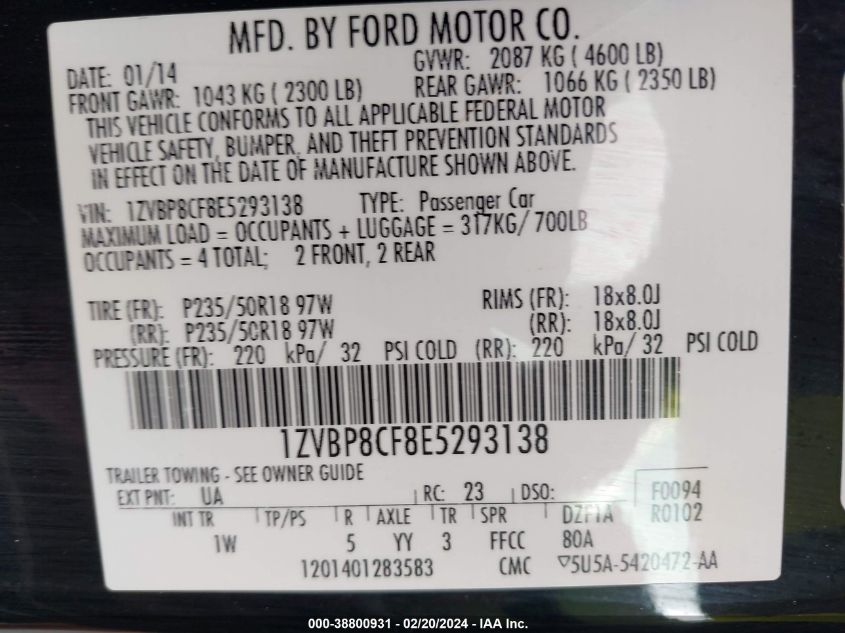 MFD. BY FORD MOTOR CO.
DATE: 01/14 GVWR: 2087 KG ( 4600 LB)
FRONT GAWR: 1043 KG ( 2300 LB) REAR GAWR: 1066 KG ( 2350 LB)
THIS VEHICLE CONFORMS TO ALL APPLICABLE FEDERAL MOTOR
VEHICLE SAFETY, BUMPER, AND THEFT PREVENTION STANDARDS
IN EFFECT ON THE DATE OF MANUFACTURE SHOWN ABOVE.
VIN: 1ZVBP8CF8E5293138 TYPE: Passenger Car
MAXIMUM LOAD = OCCUPANTS + LUGGAGE = 317KG/ 700LB
OCCUPANTS = 4 TOTAL; 2 FRONT, 2 REAR
TIRE (FR): P235/50R18 97W RIMS (FR): 18x8.0J
(RR): P235/50R18 97W (RR): 18x8.0J
PRESSURE (FR): 220 kPa/ 32 PSI COLD (RR): 220 kPa/ 32 PSI COLD
1ZVBP8CF8E5293138
TRAILER TOWING - SEE OWNER GUIDE
EXT PNT: UA RC: 23 DSO: F0094
INT TR TP/PS R AXLE TR SPR DZF1A R0102
1W 5 YY 3 FFCC 80A
1201401283583 CMC ▽5U5A-5420472-AA
000-38800931 - 02/20/2024 - IAA Inc.